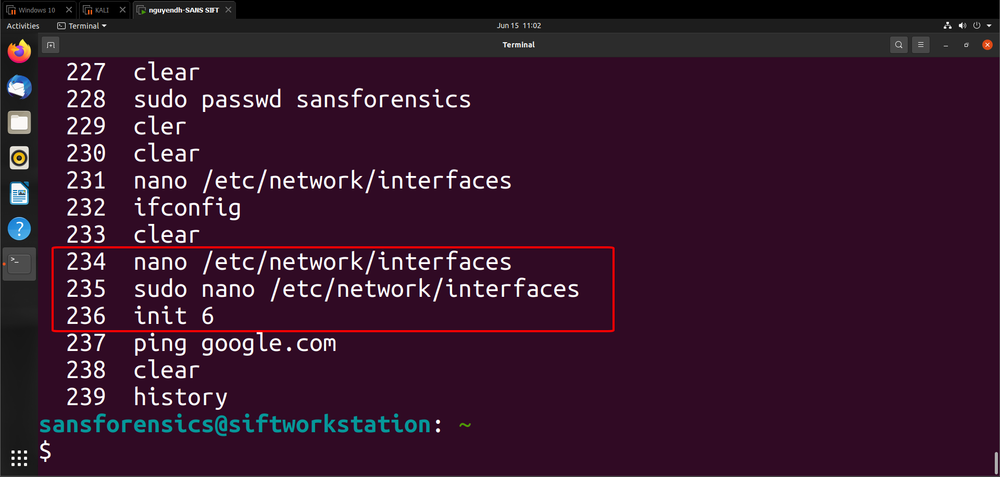 Windows 10
KALI
nguyendh-SANS SIFT
Activities
Terminal
Jun 15 11:02
Terminal
227 clear
228 sudo passwd sansforensics
229 cler
230 clear
231 nano /etc/network/interfaces
232 ifconfig
233 clear
234 nano /etc/network/interfaces
235 sudo nano /etc/network/interfaces
236 init 6
237 ping google.com
238 clear
239 history
sansforensics@siftworkstation: ~
$